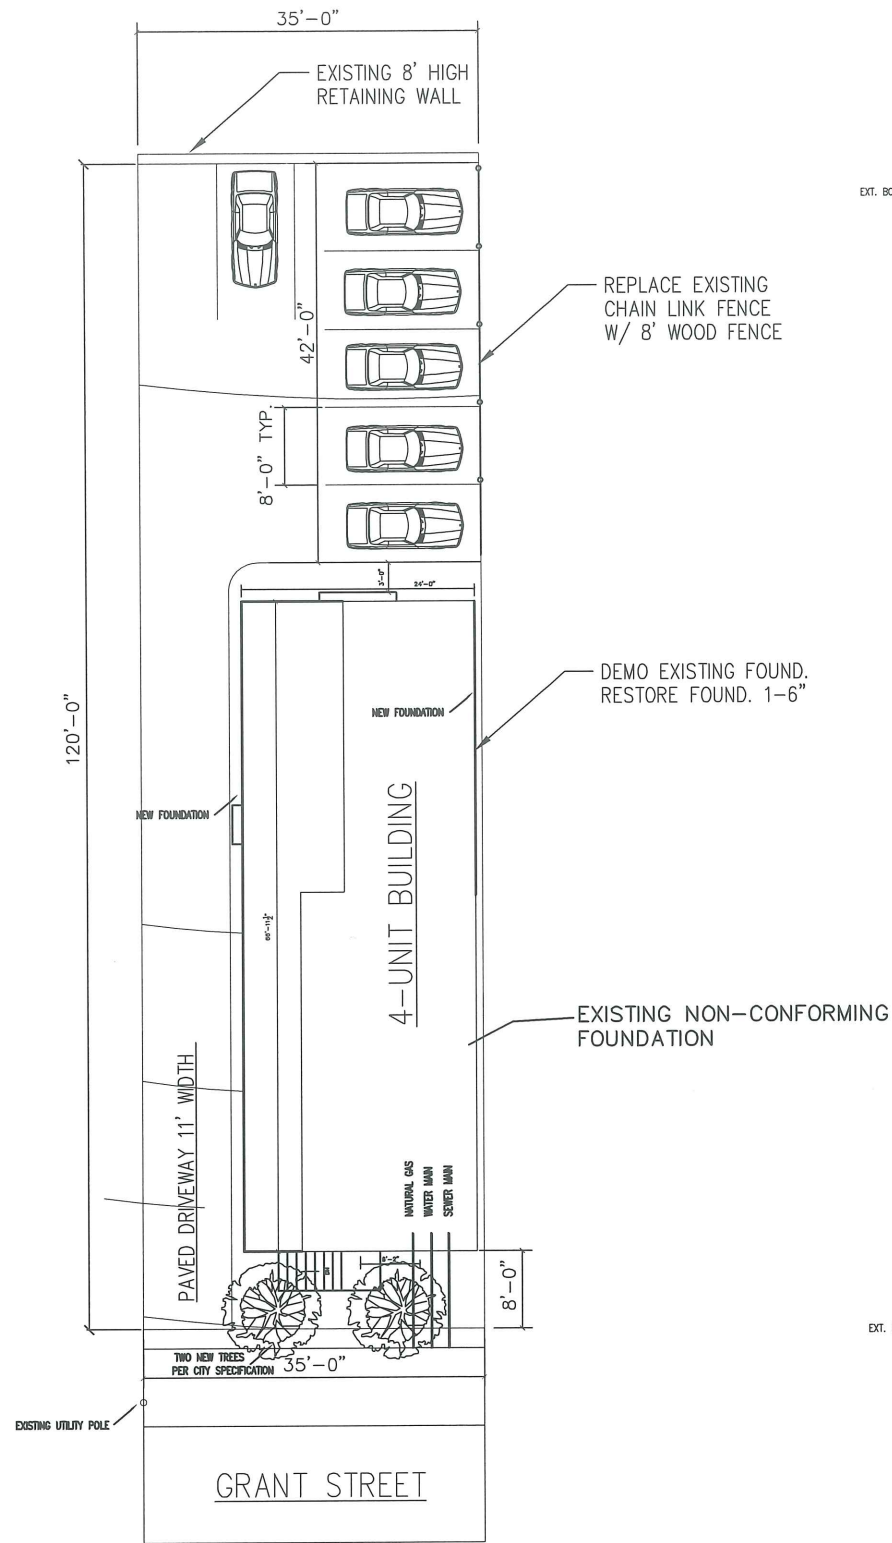 35'-0"
EXISTING 8' HIGH
RETAINING WALL
EXT. BC
REPLACE EXISTING
CHAIN LINK FENCE
W/ 8' WOOD FENCE
42'-0"
8'-0" TYP.
3'-0"
24'-0"
DEMO EXISTING FOUND.
RESTORE FOUND. 1-6"
NEW FOUNDATION
120'-0"
NEW FOUNDATION
4-UNIT BUILDING
EXISTING NON-CONFORMING
FOUNDATION
PAVED DRIVEWAY 11' WIDTH
NATURAL GAS
WATER MAIN
SEWER MAIN
8'-0"
EXT.
TWO NEW TREES
PER CITY SPECIFICATION
35'-0"
EXISTING UTILITY POLE
GRANT STREET